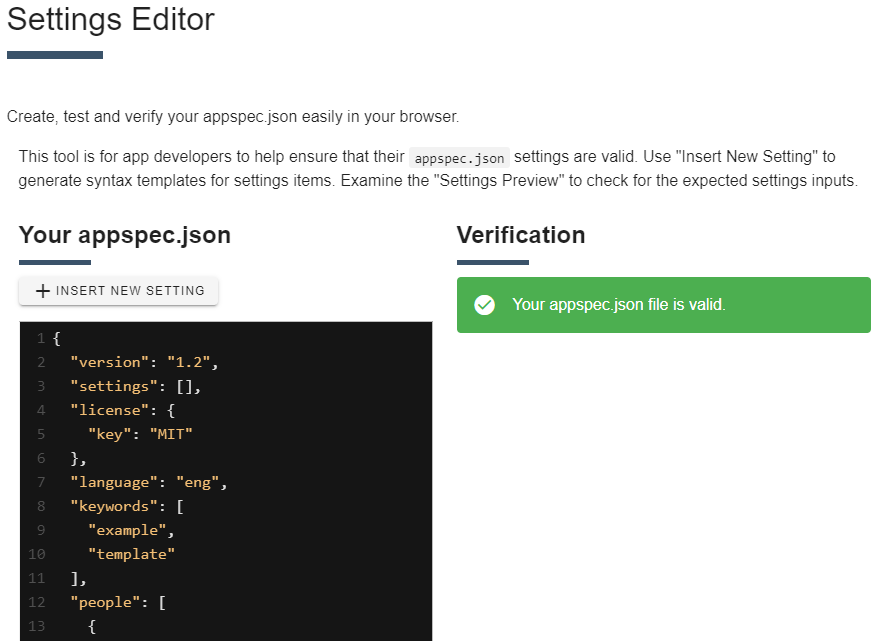 Settings Editor
Create, test and verify your appspec.json easily in your browser.
This tool is for app developers to help ensure that their appspec.json settings are valid. Use "Insert New Setting" to
generate syntax templates for settings items. Examine the "Settings Preview" to check for the expected settings inputs.
Your appspec.json
INSERT NEW SETTING
1 {
2   "version": "1.2",
3   "settings": [],
4   "license": {
5     "key": "MIT"
6   },
7   "language": "eng",
8   "keywords": [
9     "example",
10     "template"
11   ],
12   "people": [
13     {
Verification
Your appspec.json file is valid.